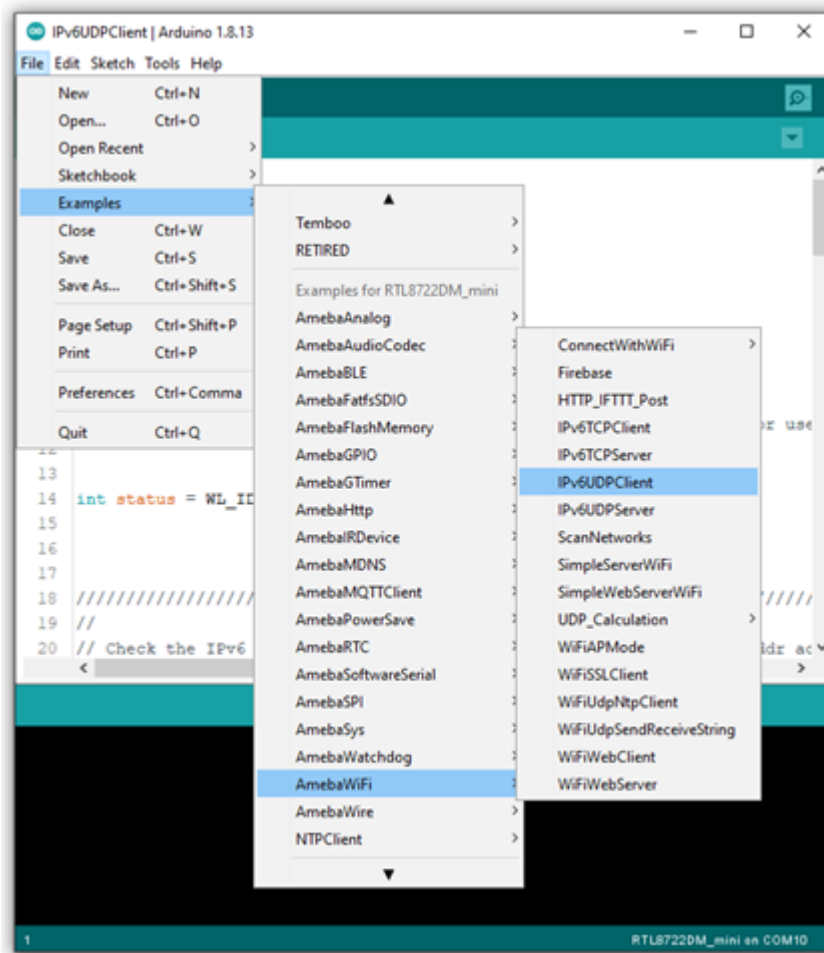 IPv6UDPClient | Arduino 1.8.13
File Edit Sketch Tools Help
New Ctrl+N
Open... Ctrl+O
Open Recent
Sketchbook
Examples
Close Ctrl+W
Save Ctrl+S
Save As... Ctrl+Shift+S
Page Setup Ctrl+Shift+P
Print Ctrl+P
Preferences Ctrl+Comma
Quit Ctrl+Q
Temboo
RETIRED
Examples for RTL8722DM_mini
AmebaAnalog
AmebaAudioCodec
AmebaBLE
AmebaFatfsSDIO
AmebaFlashMemory
AmebaGPIO
AmebaGTimer
AmebaHttp
AmebaIRDevice
AmebaMDNS
AmebaMQTTClient
AmebaPowerSave
AmebaRTC
AmebaSoftwareSerial
AmebaSPI
AmebaSys
AmebaWatchdog
AmebaWiFi
AmebaWire
NTPClient
ConnectWithWiFi
Firebase
HTTP_IFTTT_Post
IPv6TCPClient
IPv6TCPServer
IPv6UDPClient
IPv6UDPServer
ScanNetworks
SimpleServerWiFi
SimpleWebServerWiFi
UDP_Calculation
WiFiAPMode
WiFiSSLClient
WiFiUdpNtpClient
WiFiUdpSendReceiveString
WiFiWebClient
WiFiWebServer
or use
12
13
14 int status = WL_ID
15
16
17
18 ////////////////// /////
19 //
20 // Check the IPv6 ddr ac
1 RTL8722DM_mini on COM10